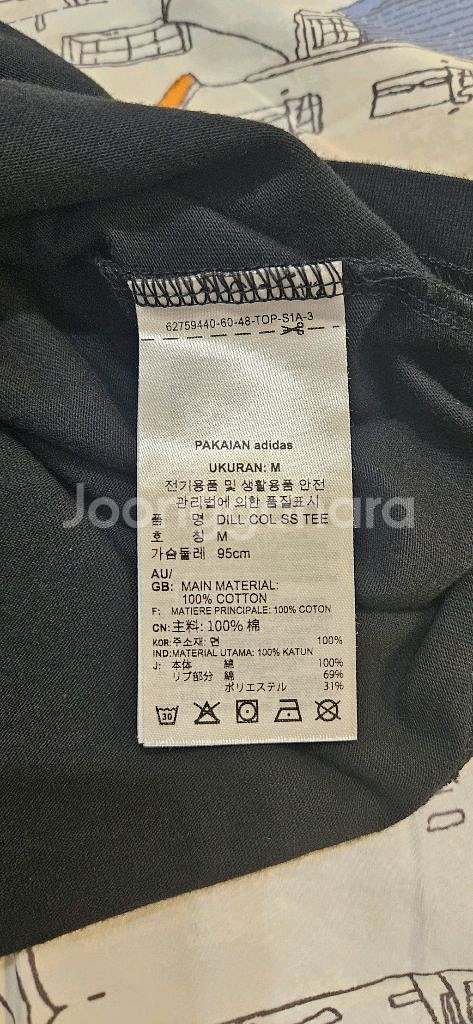 62759440-60-48-TOP-S1A-3
PAKAIAN adidas
UKURAN: M
전기용품 및 생활용품 안전
관리법에 의한 품질표시
품 명 DILL COL SS TEE
호 칭 M
가슴둘레 95cm
AU/
GB: MAIN MATERIAL:
100% COTTON
F: MATIERE PRINCIPALE: 100% COTON
CN: 主料: 100% 棉
KOR: 주소재: 면 100%
IND: MATERIAL UTAMA: 100% KATUN
J: 本体 綿 100%
リブ部分 綿 69%
ポリエステル 31%
30